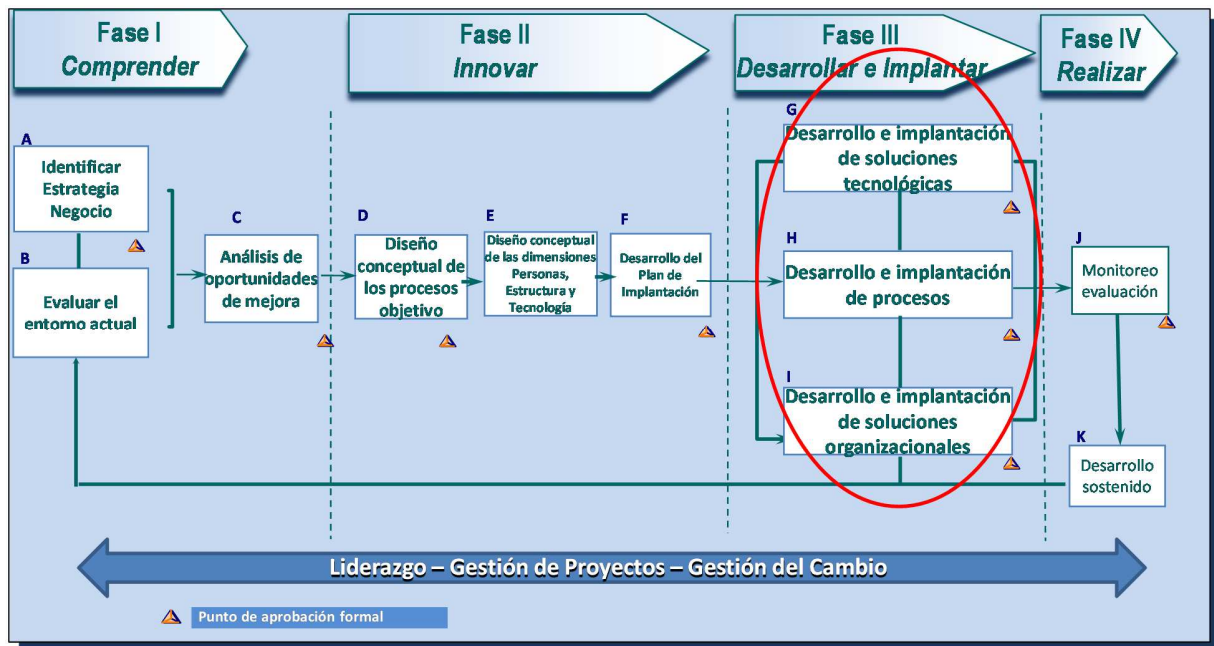 Fase I
Comprender
Fase II
Innovar
Fase III
Desarrollar e Implantar
Fase IV
Realizar
A
Identificar
Estrategia
Negocio
B
Evaluar el
entorno actual
C
Análisis de
oportunidades
de mejora
D
Diseño
conceptual de
los procesos
objetivo
E
Diseño conceptual
de las dimensiones
Personas,
Estructura y
Tecnología
F
Desarrollo del
Plan de
Implantación
G
Desarrollo e implantación
de soluciones
tecnológicas
H
Desarrollo e implantación
de procesos
I
Desarrollo e implantación
de soluciones
organizacionales
J
Monitoreo
evaluación
K
Desarrollo
sostenido
Liderazgo – Gestión de Proyectos – Gestión del Cambio
Punto de aprobación formal